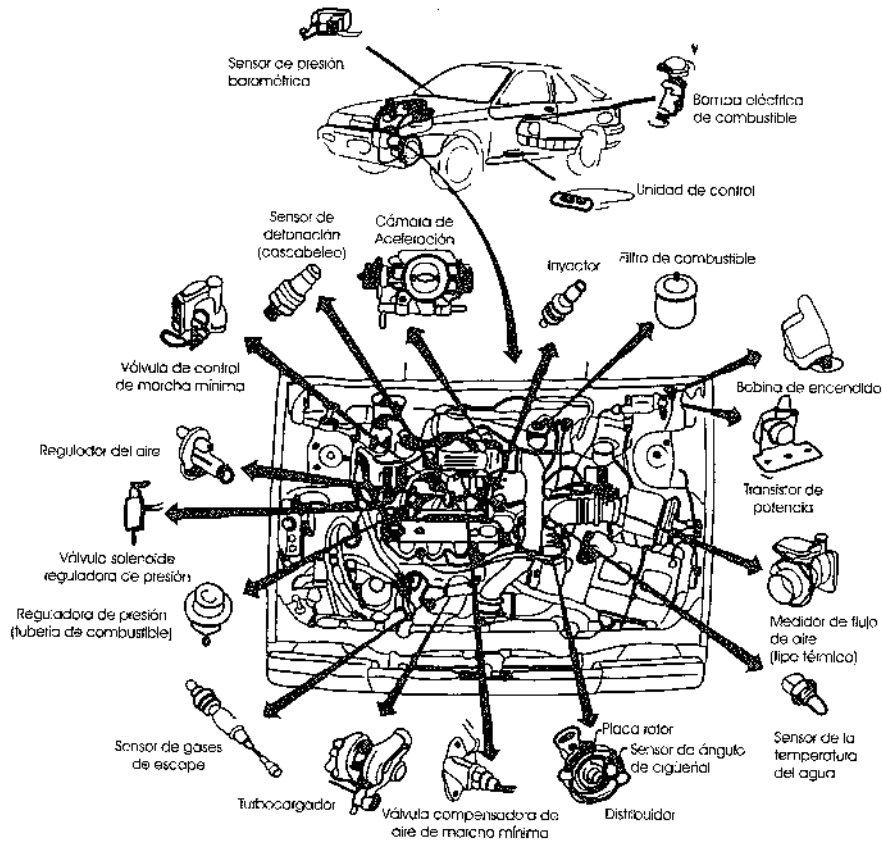 Sensor de presión
barométrica
Bomba eléctrica
de combustible
Unidad de control
Sensor de
detonación
(cascabeleo)
Cámara de
Aceleración
Inyactor
Filtro de combustible
Válvula de control
de marcha mínima
Bobina de encendido
Regulador del aire
Transistor de
potencia
Válvula solenoide
reguladora de presión
Reguladora de presión
(tubería de combustible)
Medidor de flujo
de aire
(tipo térmico)
Sensor de gases
de escape
Placa rotor
Sensor de ángulo
de cigüeñal
Sensor de la
temperatura
del agua
Turbocargador
Válvula compensadora de
aire de marcha mínima
Distribuidor